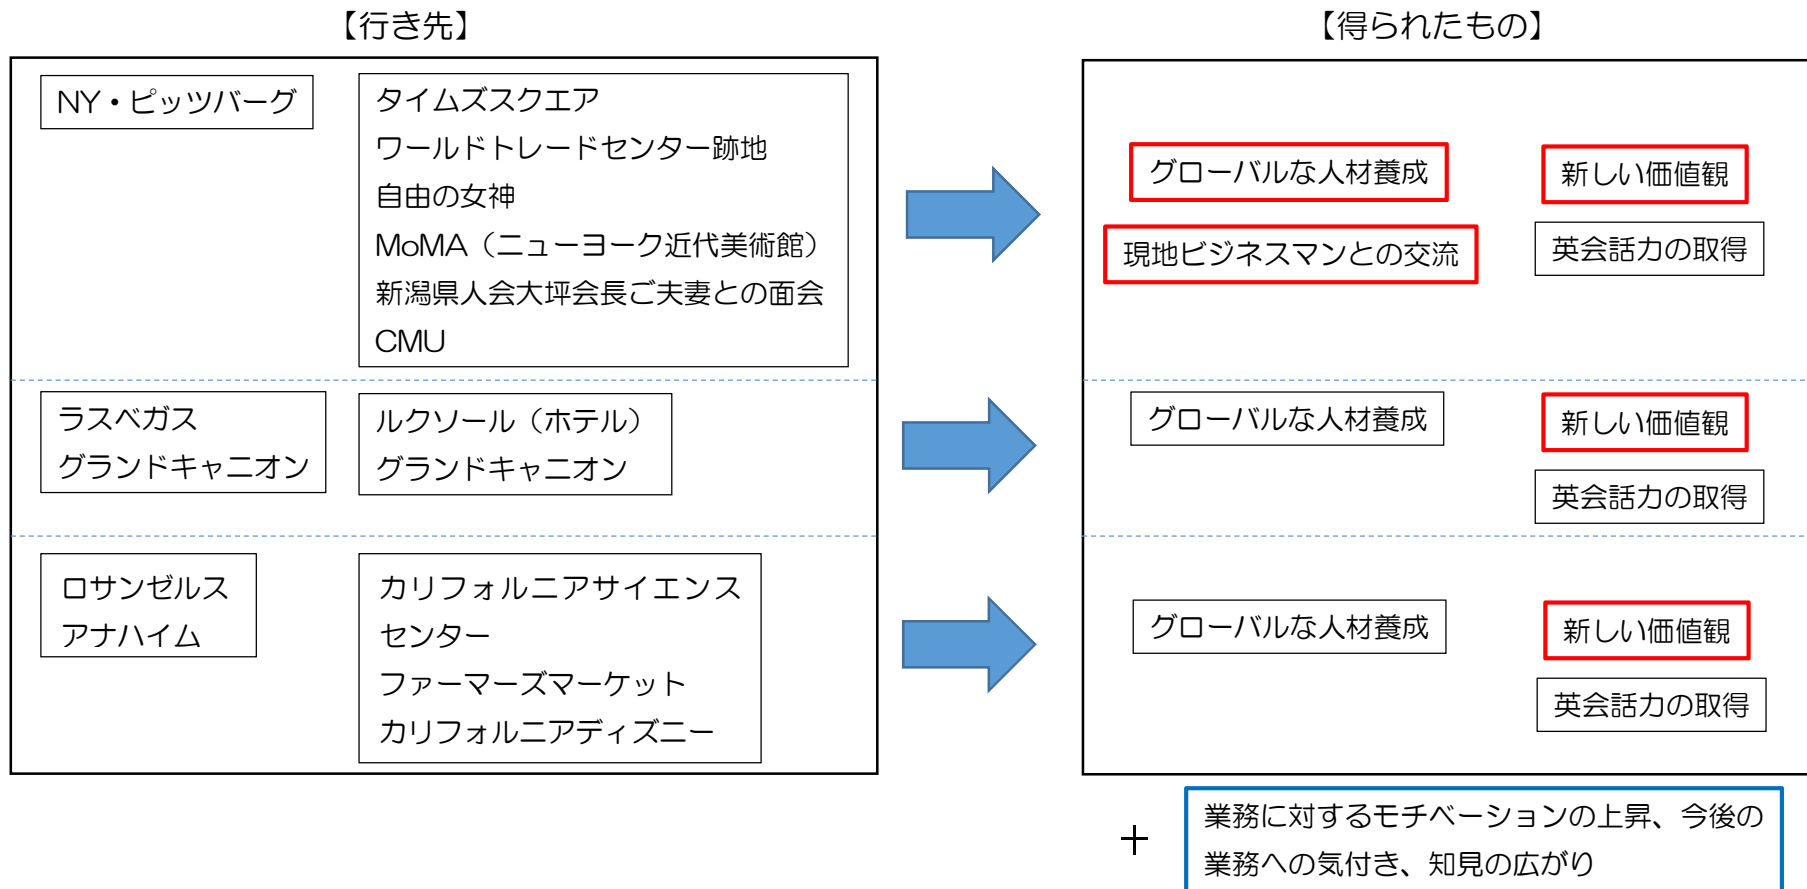 【行き先】
【得られたもの】
NY・ピッツバーグ
タイムズスクエア
ワールドトレードセンター跡地
自由の女神
MoMA（ニューヨーク近代美術館）
新潟県人会大坪会長ご夫妻との面会
CMU
グローバルな人材養成
新しい価値観
現地ビジネスマンとの交流
英会話力の取得
ラスベガス
グランドキャニオン
ルクソール（ホテル）
グランドキャニオン
グローバルな人材養成
新しい価値観
英会話力の取得
ロサンゼルス
アナハイム
カリフォルニアサイエンス
センター
ファーマーズマーケット
カリフォルニアディズニー
グローバルな人材養成
新しい価値観
英会話力の取得
＋
業務に対するモチベーションの上昇、今後の
業務への気付き、知見の広がり